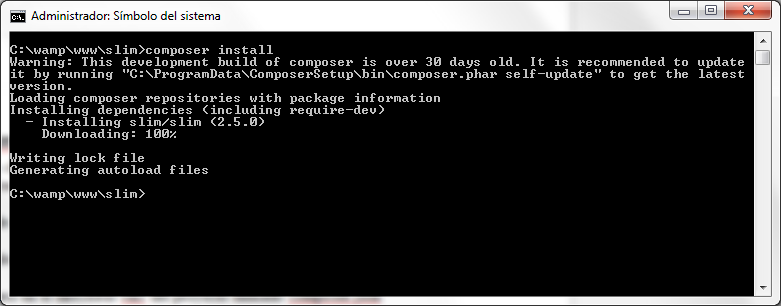 Administrador: Símbolo del sistema
C:\wamp\www\slim>composer install
Warning: This development build of composer is over 30 days old. It is recommended to update
it by running "C:\ProgramData\ComposerSetup\bin\composer.phar self-update" to get the latest
version.
Loading composer repositories with package information
Installing dependencies (including require-dev)
  - Installing slim/slim (2.5.0)
    Downloading: 100%
Writing lock file
Generating autoload files
C:\wamp\www\slim>